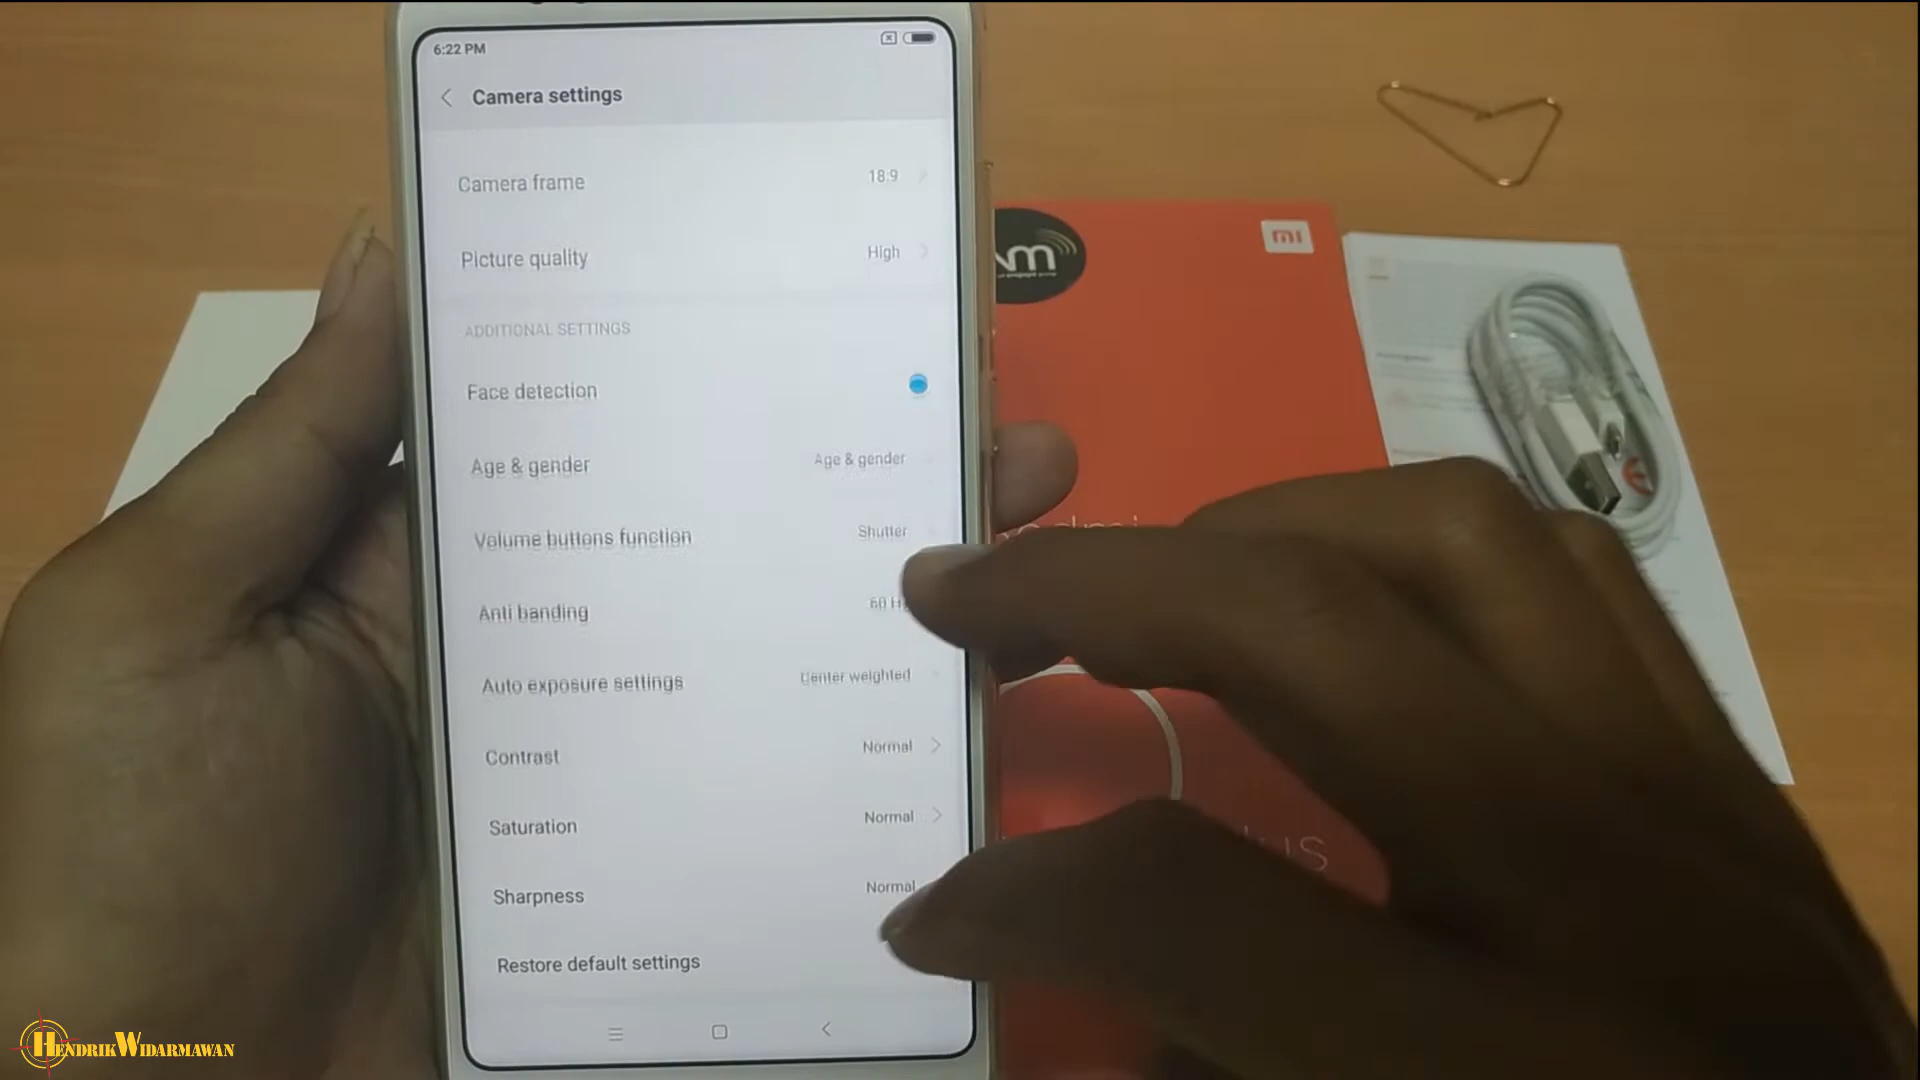 6:22 PM
Camera settings
Camera frame
18:9
Picture quality
High
ADDITIONAL SETTINGS
Face detection
Age & gender
Age & gender
Volume buttons function
Shutter
Anti banding
60 H
Auto exposure settings
Center weighted
Contrast
Normal
Saturation
Normal
Sharpness
Normal
Restore default settings
mi
HENDRIKWIDARMAWAN